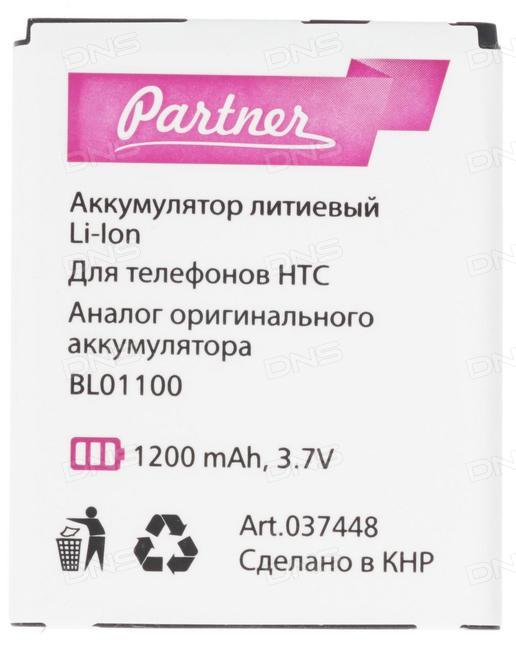 Partner
Аккумулятор литиевый
Li-Ion
Для телефонов HTC
Аналог оригинального
аккумулятора
BL01100
1200 mAh, 3.7V
Art.037448
Сделано в КНР
DNS